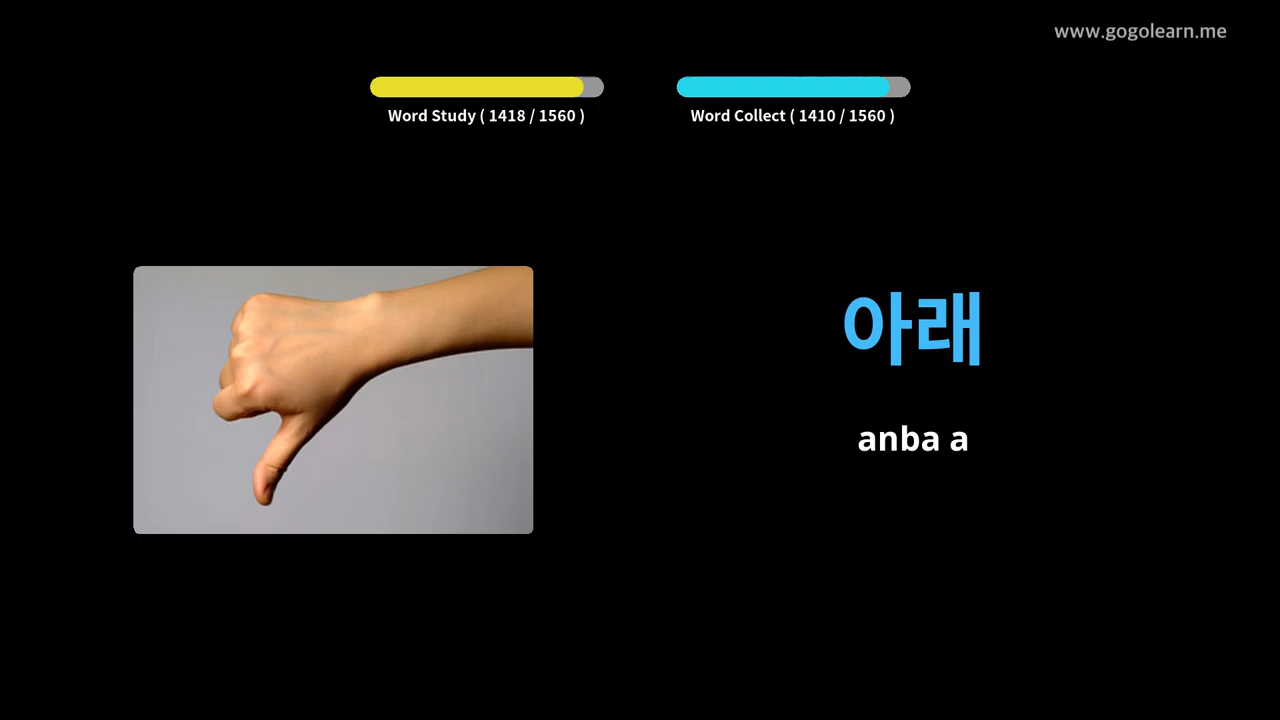 www.gogolearn.me
Word Study ( 1418 / 1560 )
Word Collect ( 1410 / 1560 )
아래
anba a